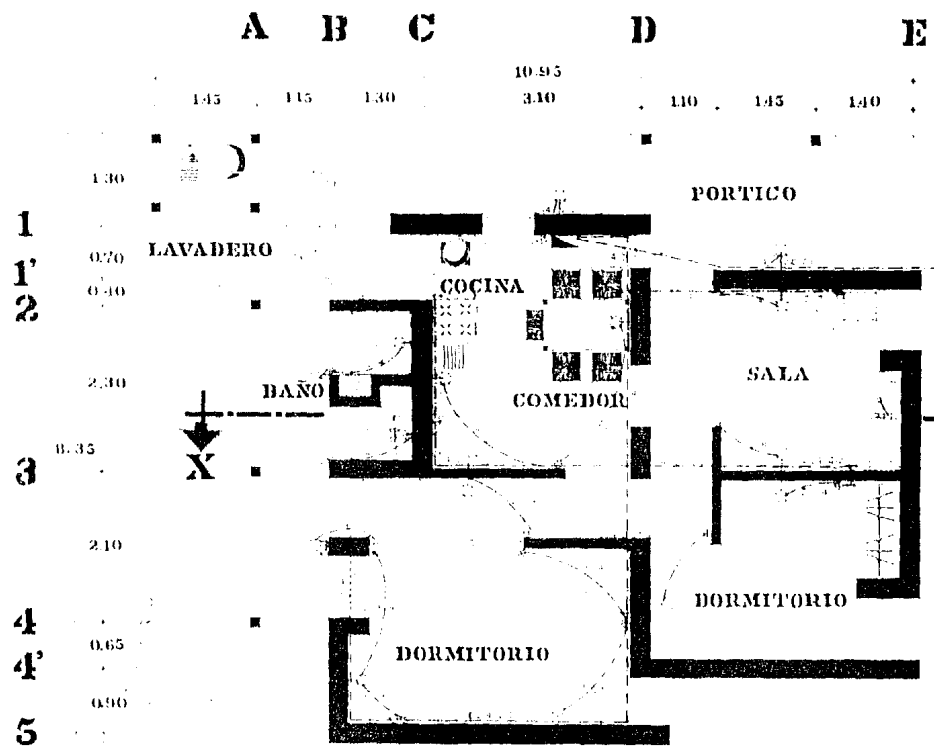 A B C D E
10.95
1.45 1.15 1.30 3.10 1.10 1.45 1.40
1.30
PORTICO
1
LAVADERO
0.70
1'
COCINA
0.40
2
SALA
2.30
BAÑO
COMEDOR
8.35
X
3
2.10
DORMITORIO
4
0.65
DORMITORIO
4'
0.90
5